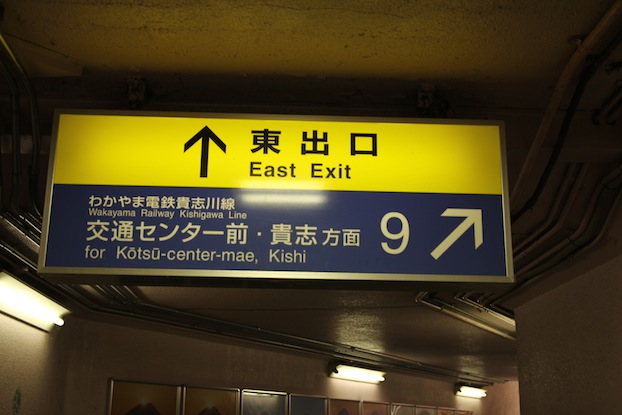 ↑ 東出口
East Exit
わかやま電鉄貴志川線
Wakayama Railway Kishigawa Line
交通センター前・貴志方面 9 ↗
for Kōtsū-center-mae, Kishi